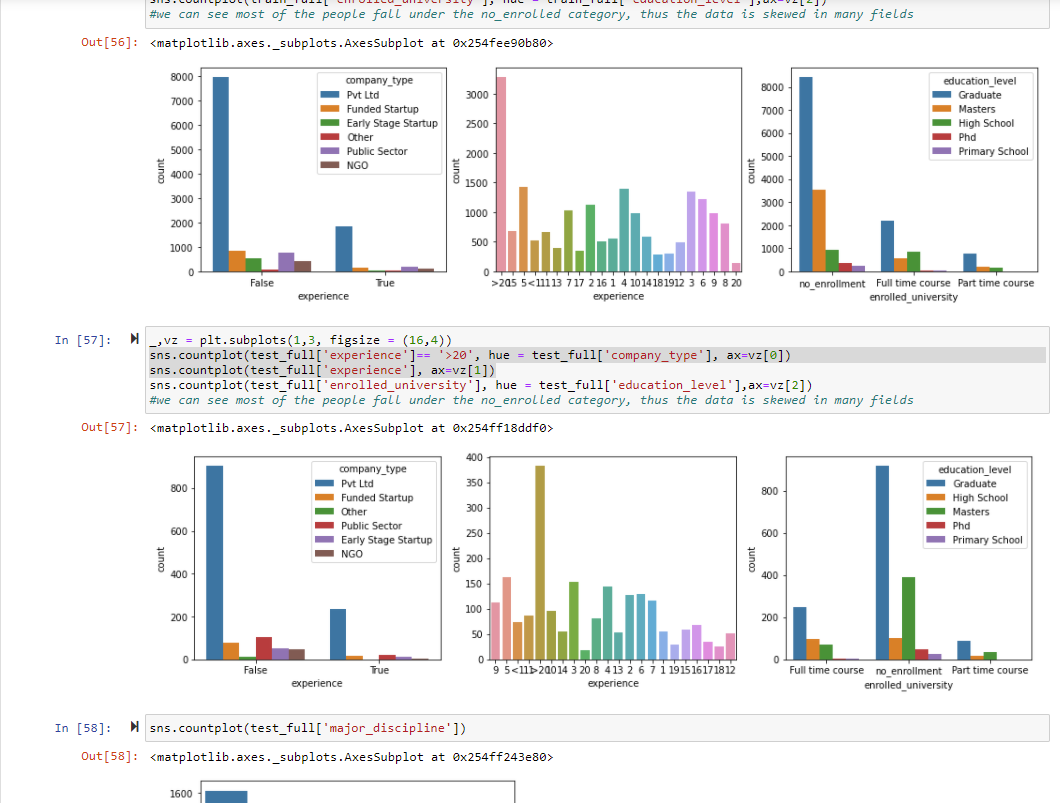 sns.countplot(train_full['enrolled_university'], hue = train_full['education_level'],ax=vz[2])
#we can see most of the people fall under the no_enrolled category, thus the data is skewed in many fields
Out[56]: <matplotlib.axes._subplots.AxesSubplot at 0x254fee90b80>
8000
7000
6000
5000
4000
3000
2000
1000
0
count
company_type
Pvt Ltd
Funded Startup
Early Stage Startup
Other
Public Sector
NGO
False True
experience
3000
2500
2000
1500
1000
500
0
count
>20 15 5 <1 11 13 7 17 2 16 1 4 10 14 18 19 12 3 6 9 8 20
experience
8000
7000
6000
5000
4000
3000
2000
1000
0
count
education_level
Graduate
Masters
High School
Phd
Primary School
no_enrollment Full time course Part time course
enrolled_university
In [57]: _,vz = plt.subplots(1,3, figsize = (16,4))
sns.countplot(test_full['experience']== '>20', hue = test_full['company_type'], ax=vz[0])
sns.countplot(test_full['experience'], ax=vz[1])
sns.countplot(test_full['enrolled_university'], hue = test_full['education_level'],ax=vz[2])
#we can see most of the people fall under the no_enrolled category, thus the data is skewed in many fields
Out[57]: <matplotlib.axes._subplots.AxesSubplot at 0x254ff18ddf0>
800
600
400
200
0
count
company_type
Pvt Ltd
Funded Startup
Other
Public Sector
Early Stage Startup
NGO
False True
experience
400
350
300
250
200
150
100
50
0
count
9 5 <1 11 >20 10 14 3 20 8 4 13 2 6 7 1 19 15 16 17 18 12
experience
800
600
400
200
0
count
education_level
Graduate
High School
Masters
Phd
Primary School
Full time course no_enrollment Part time course
enrolled_university
In [58]: sns.countplot(test_full['major_discipline'])
Out[58]: <matplotlib.axes._subplots.AxesSubplot at 0x254ff243e80>
1600